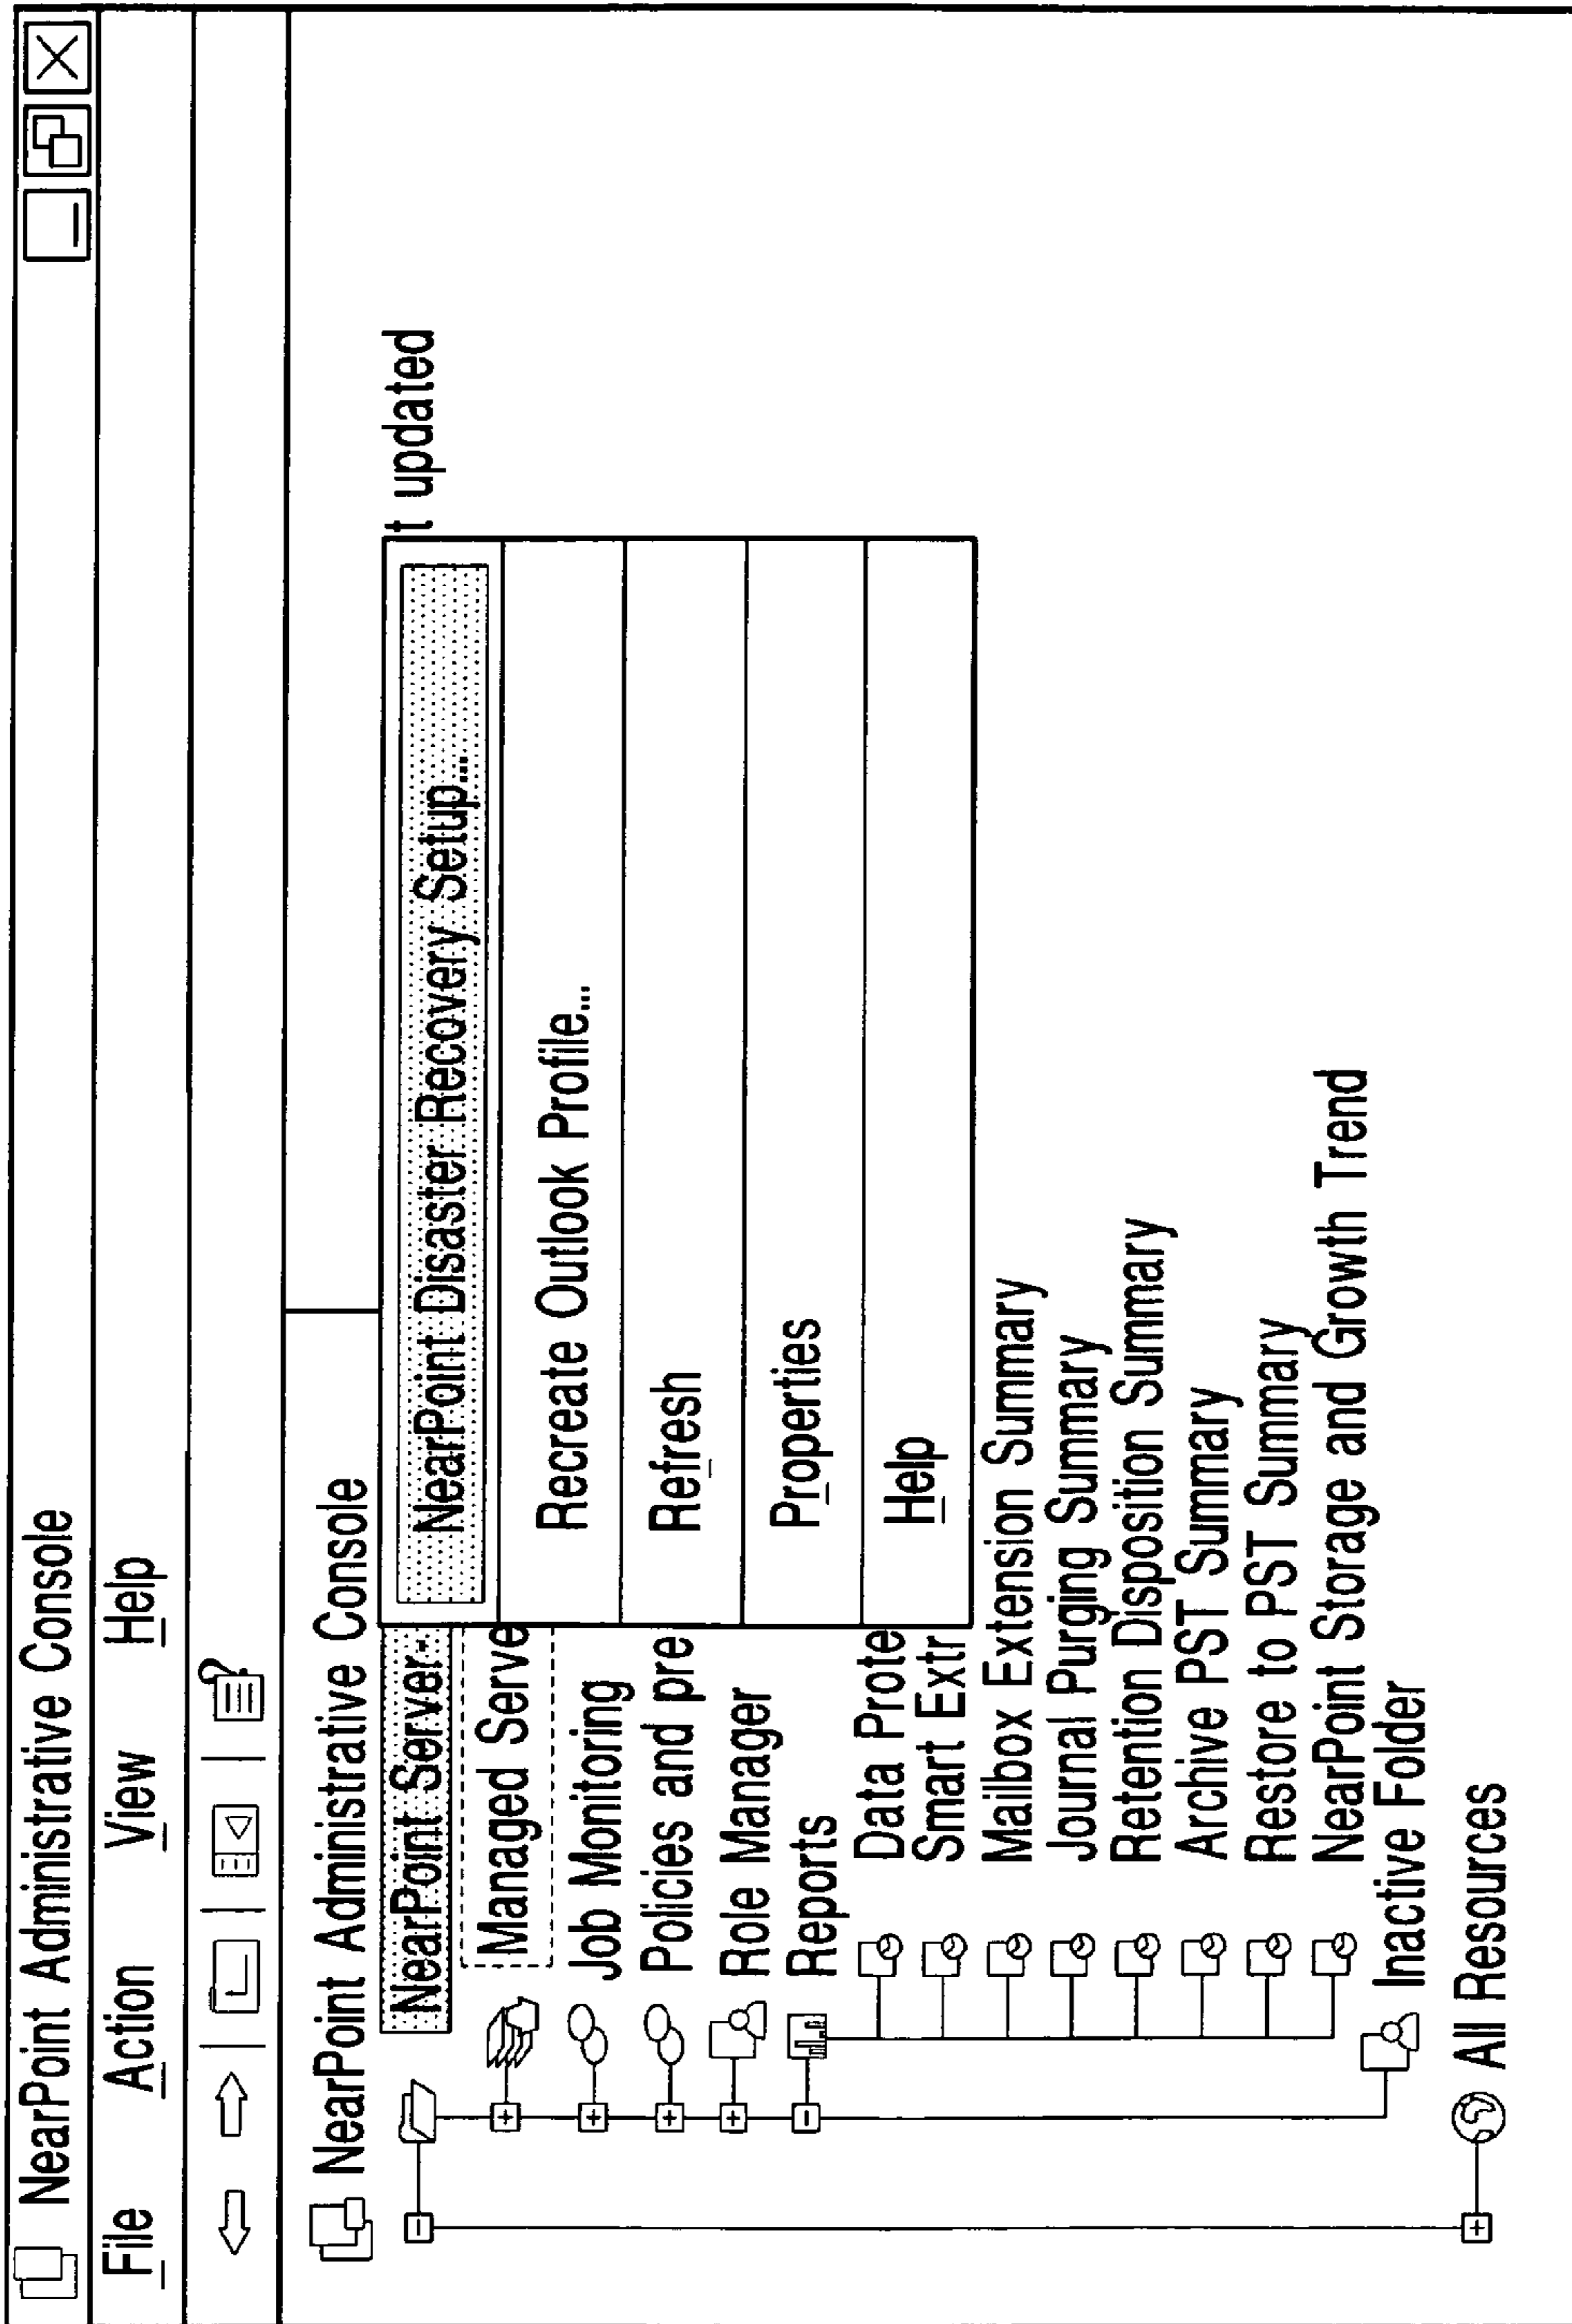 NearPoint Administrative Console
File Action View Help
NearPoint Administrative Console
NearPoint Server-
t updated
NearPoint Disaster Recovery Setup...
Recreate Outlook Profile...
Refresh
Properties
Help
Managed Serve
Job Monitoring
Policies and pre
Role Manager
Reports
Data Prote
Smart Extr
Mailbox Extension Summary
Journal Purging Summary
Retention Disposition Summary
Archive PST Summary
Restore to PST Summary
NearPoint Storage and Growth Trend
Inactive Folder
All Resources